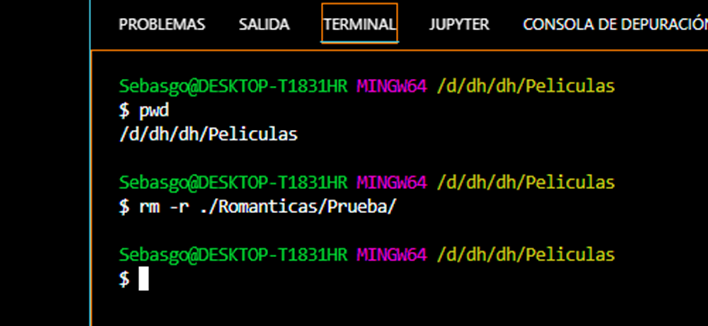 PROBLEMAS SALIDA TERMINAL JUPYTER CONSOLA DE DEPURACIÓN
Sebasgo@DESKTOP-T1831HR MINGW64 /d/dh/dh/Peliculas
$ pwd
/d/dh/dh/Peliculas
Sebasgo@DESKTOP-T1831HR MINGW64 /d/dh/dh/Peliculas
$ rm -r ./Romanticas/Prueba/
Sebasgo@DESKTOP-T1831HR MINGW64 /d/dh/dh/Peliculas
$